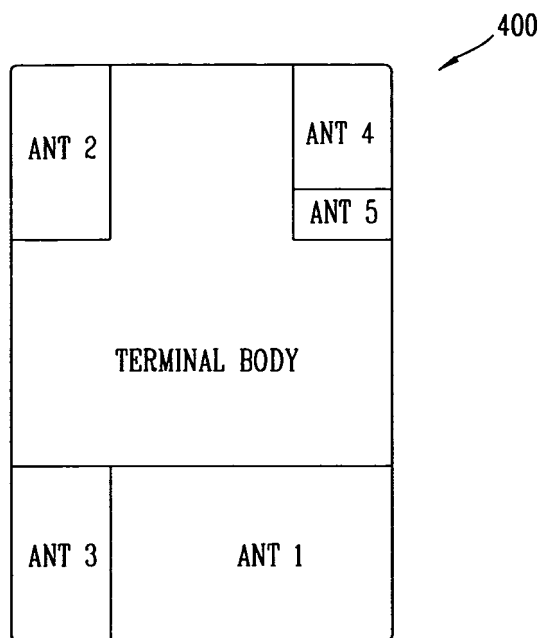 400
ANT 2
ANT 4
ANT 5
TERMINAL BODY
ANT 3
ANT 1